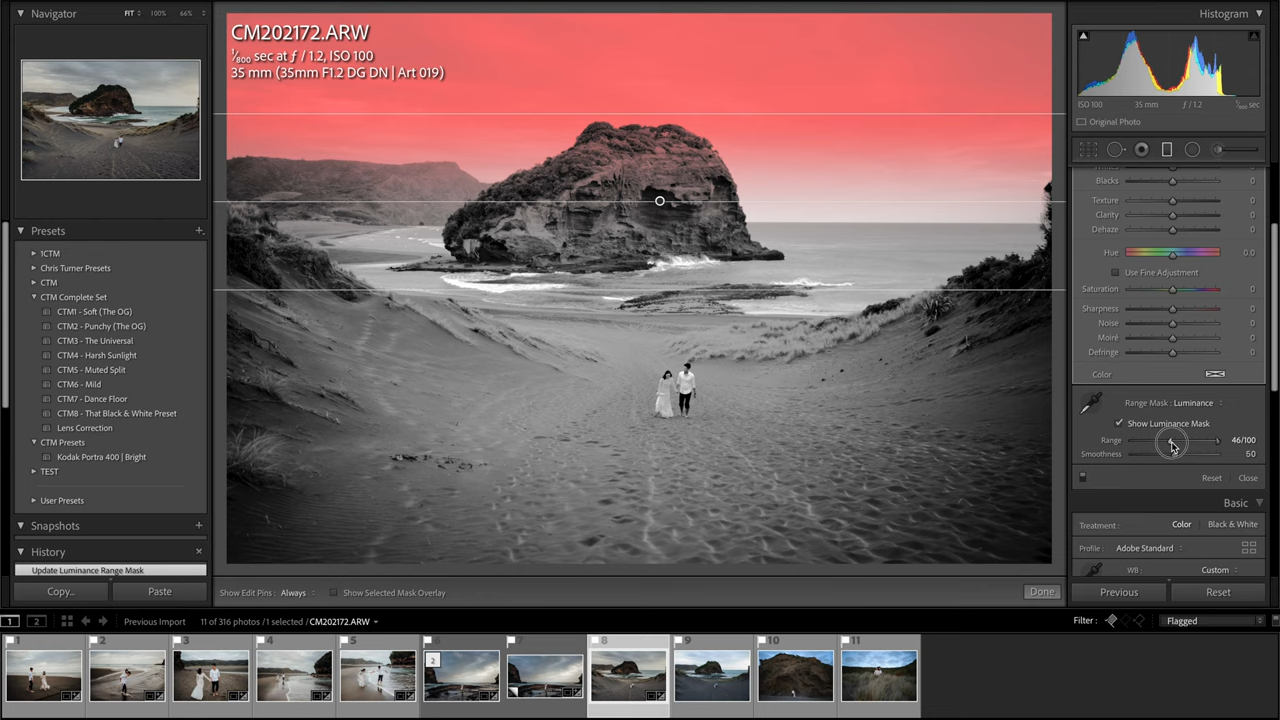 Navigator
FIT 100% 66%
CM202172.ARW
1/800 sec at ƒ / 1.2, ISO 100
35 mm (35mm F1.2 DG DN | Art 019)
Presets
1CTM
Chris Turner Presets
CTM
CTM Complete Set
CTM1 - Soft (The OG)
CTM2 - Punchy (The OG)
CTM3 - The Universal
CTM4 - Harsh Sunlight
CTM5 - Muted Split
CTM6 - Mild
CTM7 - Dance Floor
CTM8 - That Black & White Preset
Lens Correction
CTM Presets
Kodak Portra 400 | Bright
TEST
User Presets
Snapshots
History
Update Luminance Range Mask
Copy... Paste
Show Edit Pins : Always Show Selected Mask Overlay Done
Histogram
ISO 100 35 mm ƒ / 1.2 1/800 sec
Original Photo
Blacks 0
Texture 0
Clarity 0
Dehaze 0
Hue 0.0
Use Fine Adjustment
Saturation 0
Sharpness 0
Noise 0
Moiré 0
Defringe 0
Color
Range Mask : Luminance
Show Luminance Mask
Range 46/100
Smoothness 50
Reset Close
Basic
Treatment : Color Black & White
Profile : Adobe Standard
WB : Custom
Previous Reset
1 2 Previous Import 11 of 316 photos / 1 selected / CM202172.ARW Filter : Flagged
1 2 3 4 5 6 7 8 9 10 11
2